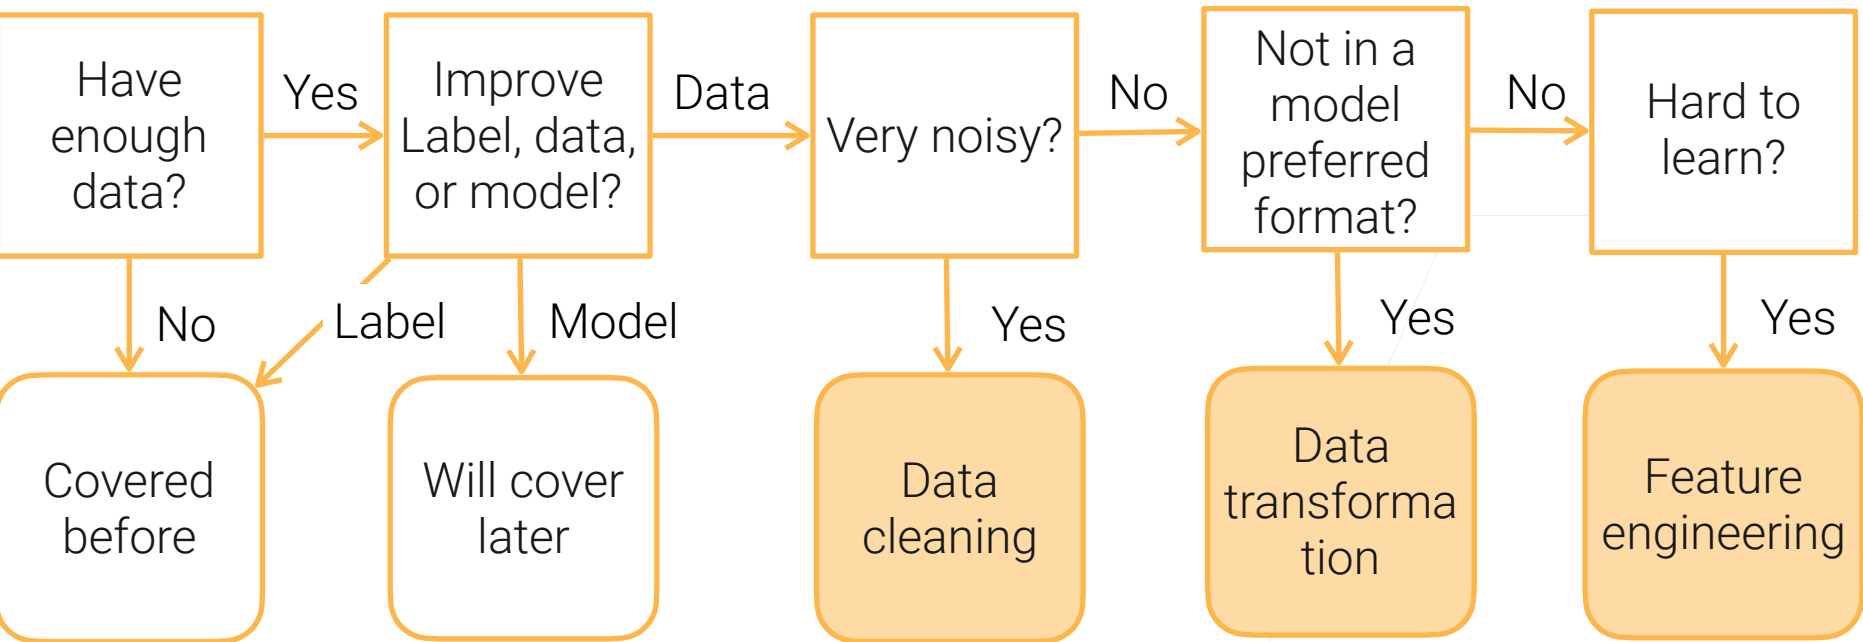 Have
enough
data?
Yes
Improve
Label, data,
or model?
Data
Very noisy?
No
Not in a
model
preferred
format?
No
Hard to
learn?
No
Label
Model
Yes
Yes
Yes
Covered
before
Will cover
later
Data
cleaning
Data
transforma
tion
Feature
engineering